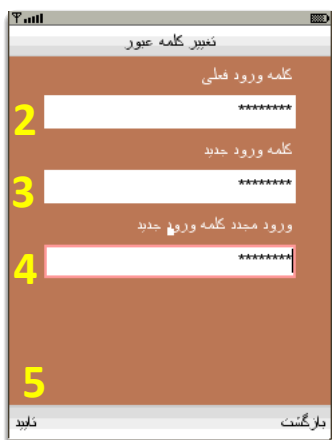 تغییر کلمه عبور
کلمه ورود فعلی
2
********
کلمه ورود جدید
3
********
ورود مجدد کلمه ورود جدید
4
********
5
بازگشت تایید